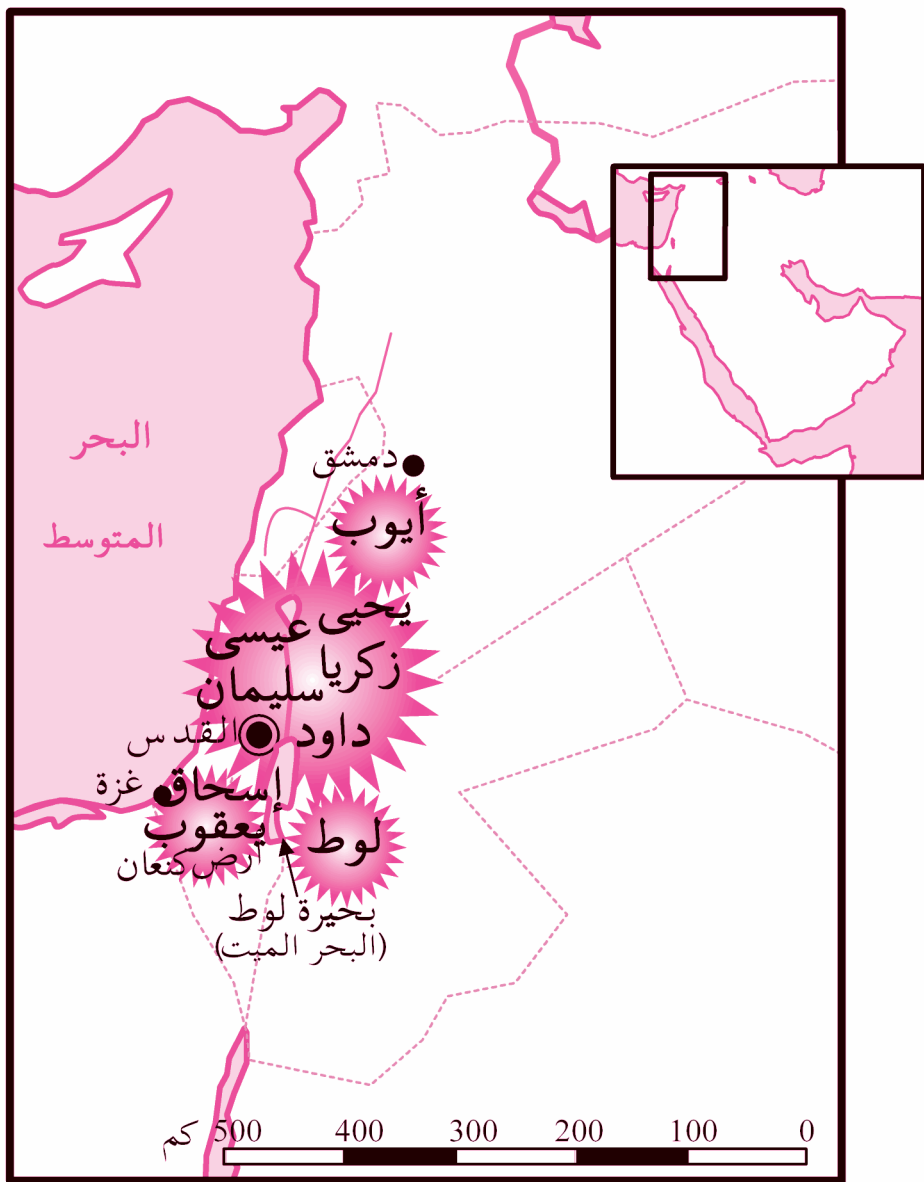 البحر
المتوسط
دمشق
أيوب
يحيى
عيسى
زكريا
سليمان
القدس
داود
غزة
إسحاق
يعقوب
أرض كنعان
لوط
بحيرة لوط
(البحر الميت)
كم 500 400 300 200 100 0